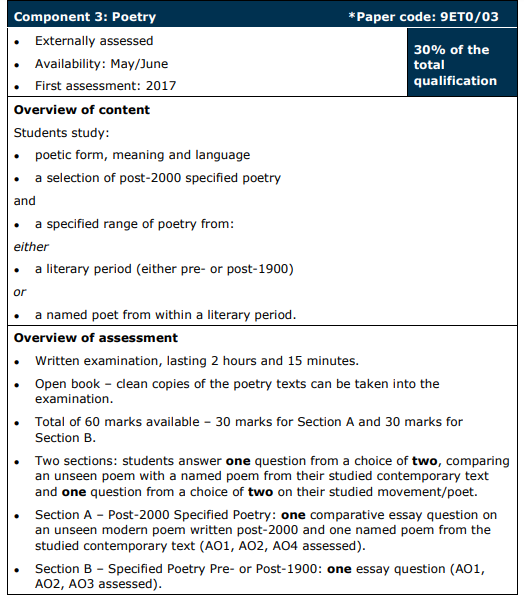 Component 3: Poetry *Paper code: 9ET0/03
• Externally assessed
• Availability: May/June
• First assessment: 2017
30% of the
total
qualification
Overview of content
Students study:
• poetic form, meaning and language
• a selection of post-2000 specified poetry
and
• a specified range of poetry from:
either
• a literary period (either pre- or post-1900)
or
• a named poet from within a literary period.
Overview of assessment
• Written examination, lasting 2 hours and 15 minutes.
• Open book – clean copies of the poetry texts can be taken into the
examination.
• Total of 60 marks available – 30 marks for Section A and 30 marks for
Section B.
• Two sections: students answer one question from a choice of two, comparing
an unseen poem with a named poem from their studied contemporary text
and one question from a choice of two on their studied movement/poet.
• Section A – Post-2000 Specified Poetry: one comparative essay question on
an unseen modern poem written post-2000 and one named poem from the
studied contemporary text (AO1, AO2, AO4 assessed).
• Section B – Specified Poetry Pre- or Post-1900: one essay question (AO1,
AO2, AO3 assessed).